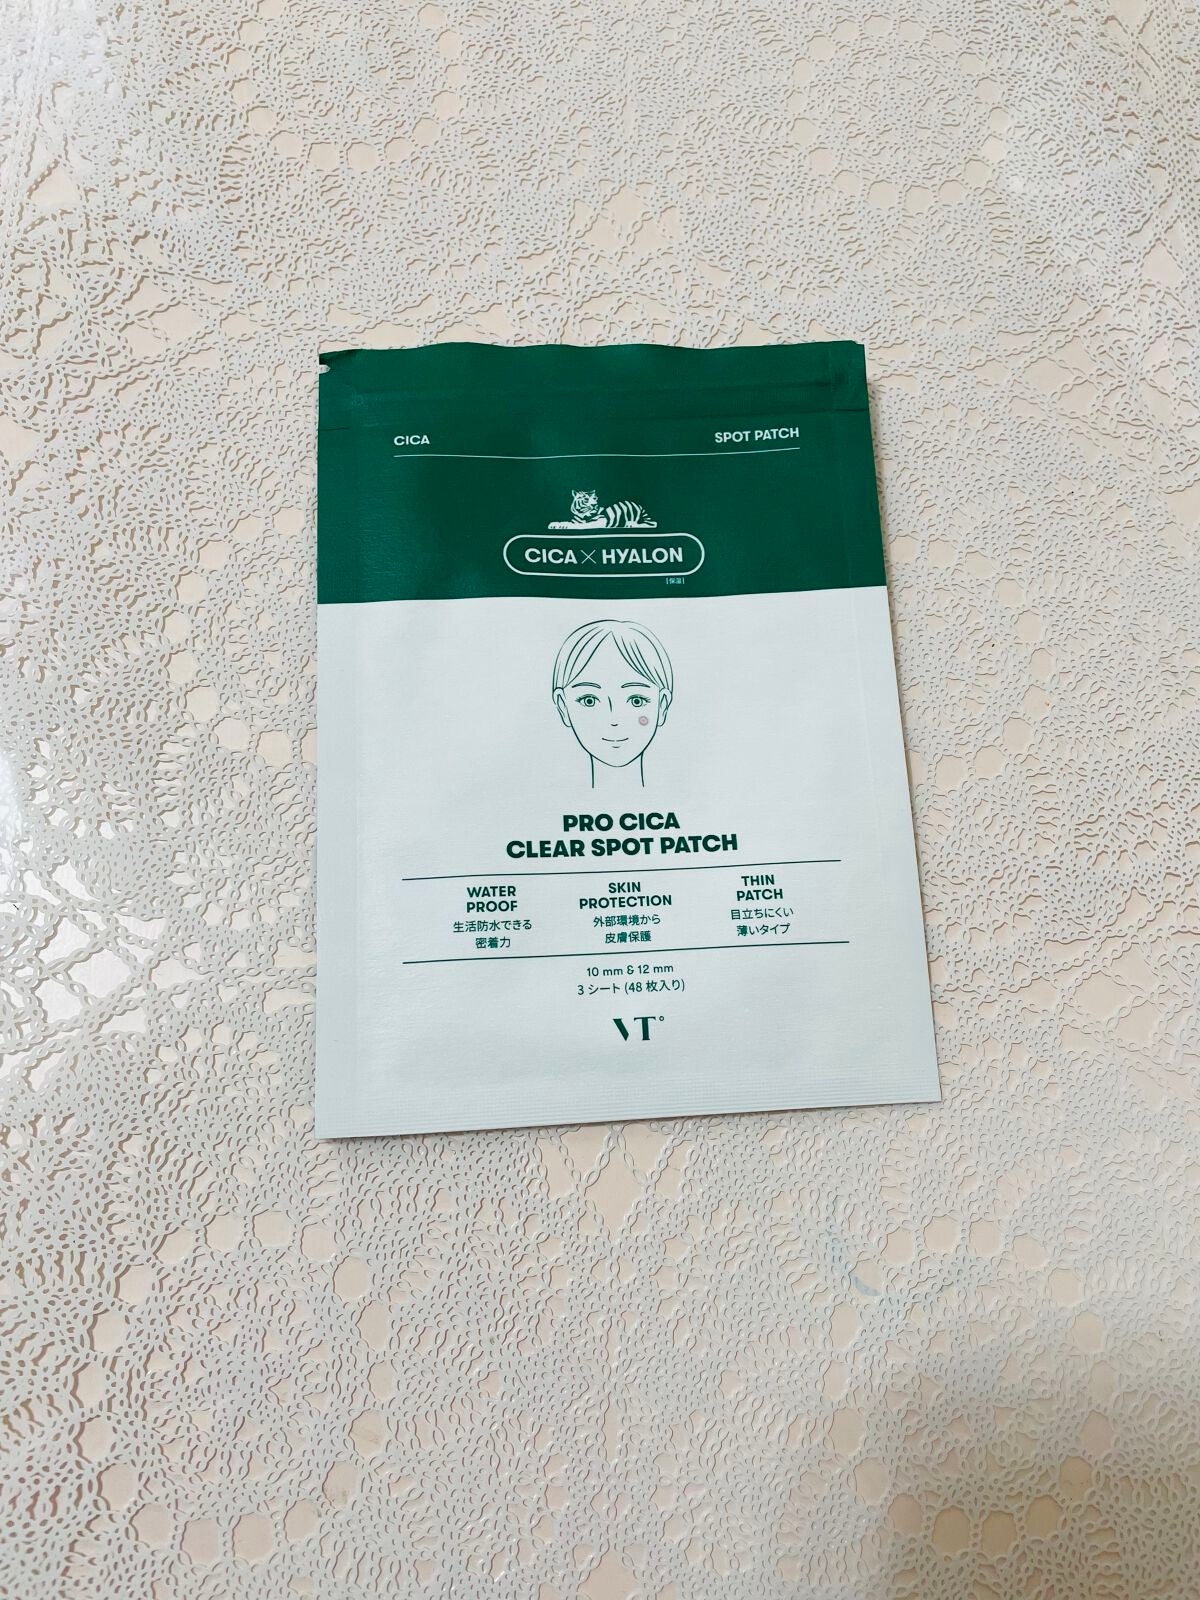 CICA
SPOT PATCH
CICA × HYALON
[保湿]
PRO CICA
CLEAR SPOT PATCH
WATER
PROOF
生活防水できる
密着力
SKIN
PROTECTION
外部環境から
皮膚保護
THIN
PATCH
目立ちにくい
薄いタイプ
10 mm & 12 mm
3 シート (48 枚入り)
VT